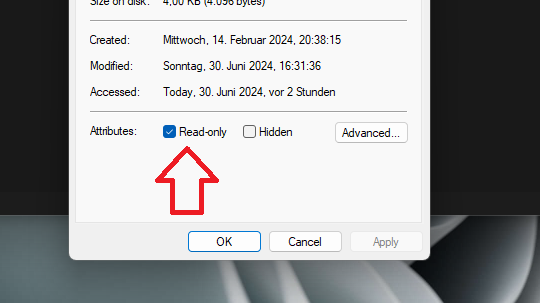 Size on disk: 4,00 KB (4.096 bytes)
Created: Mittwoch, 14. Februar 2024, 20:38:15
Modified: Sonntag, 30. Juni 2024, 16:31:36
Accessed: Today, 30. Juni 2024, vor 2 Stunden
Attributes: Read-only Hidden Advanced...
OK Cancel Apply